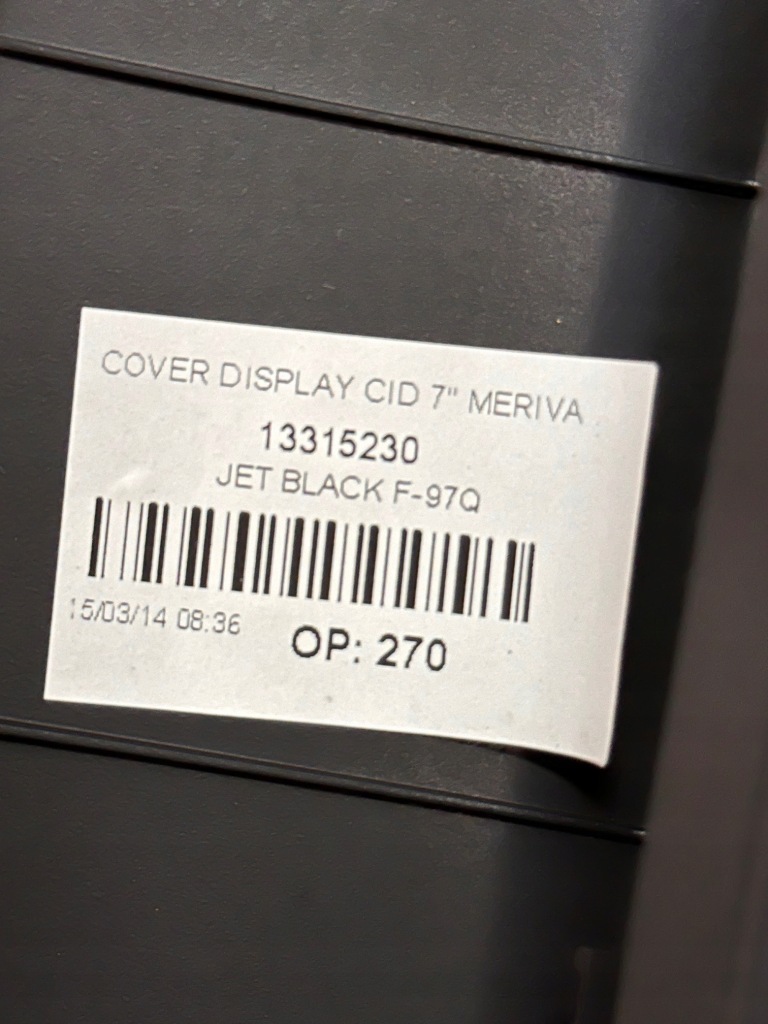 COVER DISPLAY CID 7" MERIVA
13315230
JET BLACK F-97Q
15/03/14 08:36
OP: 270